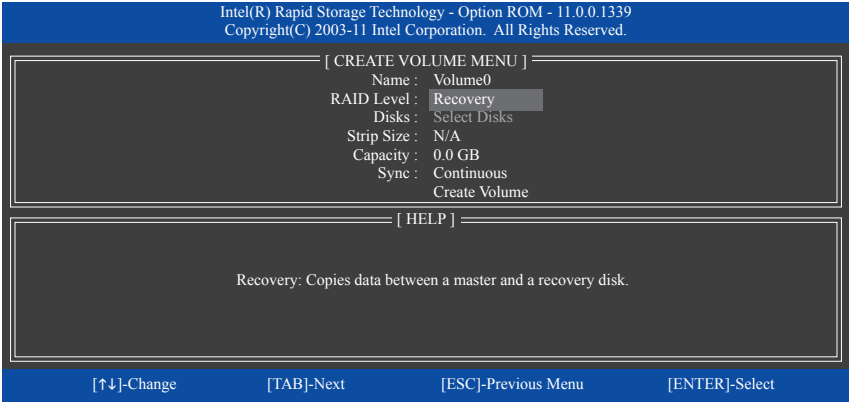 Intel(R) Rapid Storage Technology - Option ROM - 11.0.0.1339
Copyright(C) 2003-11 Intel Corporation. All Rights Reserved.
[ CREATE VOLUME MENU ]
Name : Volume0
RAID Level : Recovery
Disks : Select Disks
Strip Size : N/A
Capacity : 0.0 GB
Sync : Continuous
Create Volume
[ HELP ]
Recovery: Copies data between a master and a recovery disk.
[↑↓]-Change [TAB]-Next [ESC]-Previous Menu [ENTER]-Select